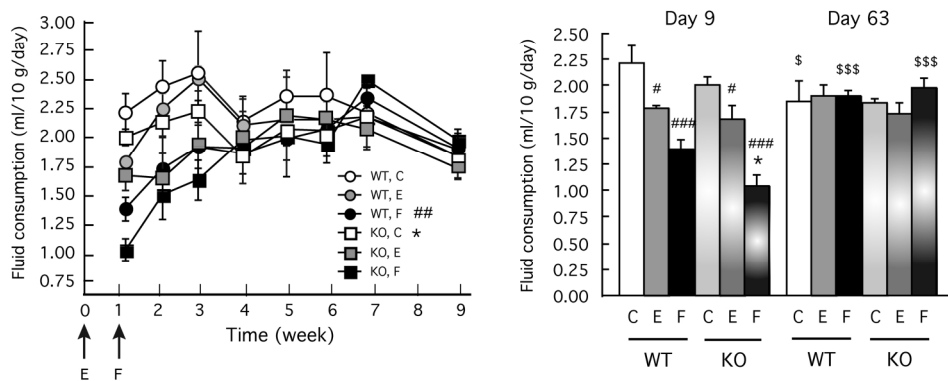 3.00
2.75
2.50
2.25
2.00
1.75
1.50
1.25
1.00
0.75
Fluid consumption (ml/10 g/day)
WT, C
WT, E
WT, F ##
KO, C *
KO, E
KO, F
0 1 2 3 4 5 6 7 8 9
Time (week)
E F
Day 9 Day 63
2.50
2.25
2.00
1.75
1.50
1.25
1.00
0.75
0.50
0.25
0.00
Fluid consumption (ml/10 g/day)
# ### # ### * $ $$$ $$$
C E F C E F C E F C E F
WT KO WT KO